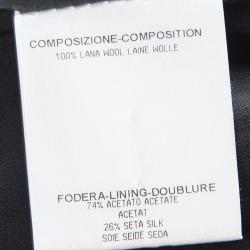 COMPOSIZIONE-COMPOSITION
100% LANA WOOL LAINE WOLLE
FODERA-LINING-DOUBLURE
74% ACETATO ACETATE
ACETAT
26% SETA SILK
SOIE SEIDE SEDA